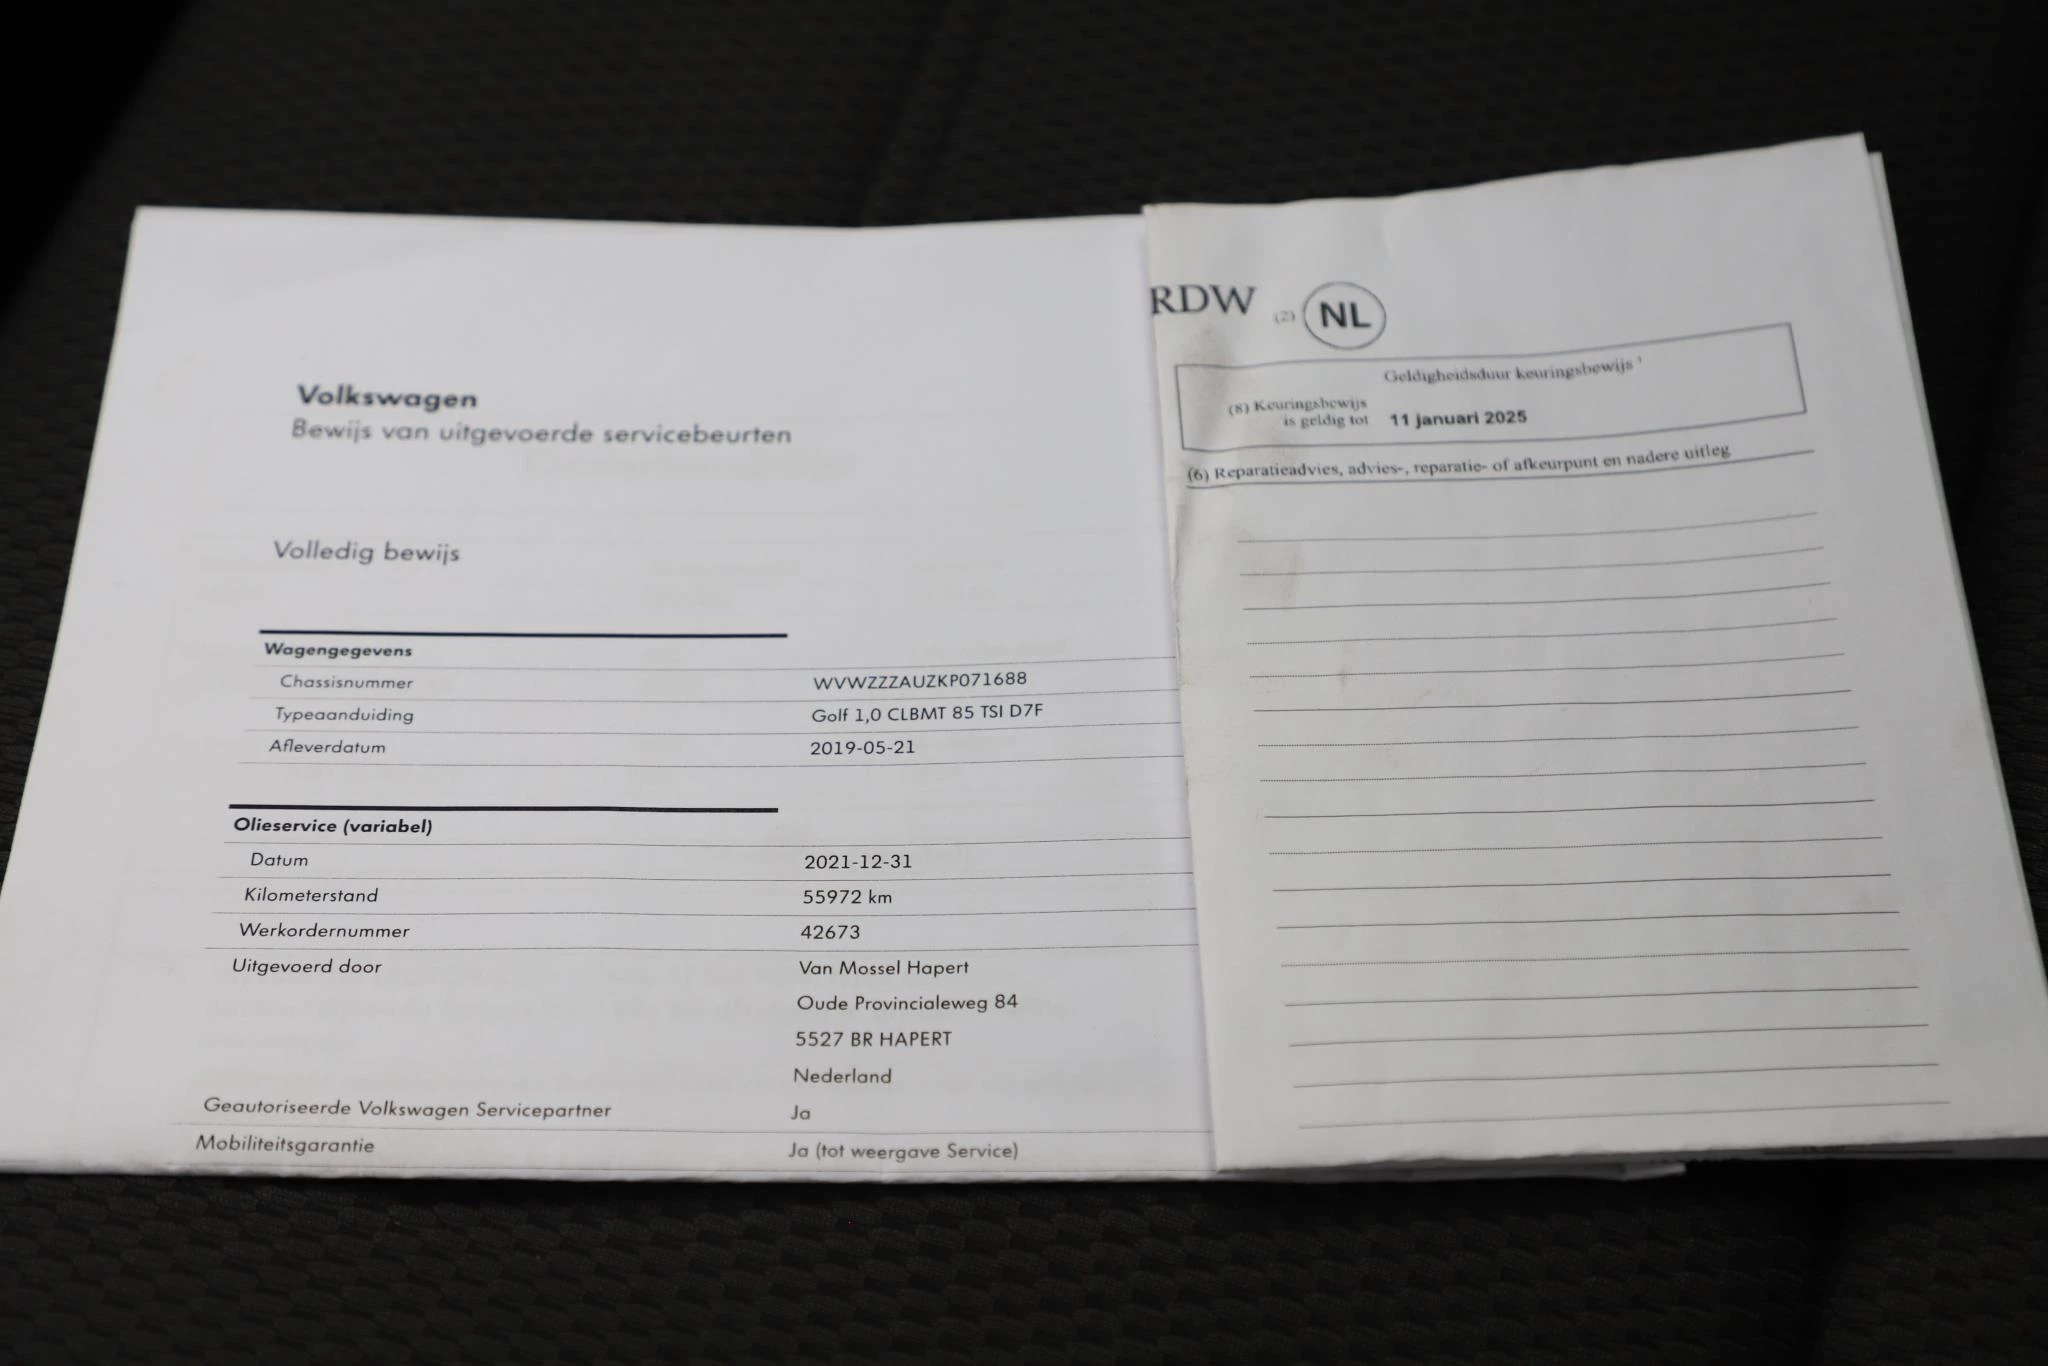 Volkswagen
Bewijs van uitgevoerde servicebeurten
Volledig bewijs
Wagengegevens
Chassisnummer WVWZZZAUZKP071688
Typeaanduiding Golf 1,0 CLBMT 85 TSI D7F
Afleverdatum 2019-05-21
Olieservice (variabel)
Datum 2021-12-31
Kilometerstand 55972 km
Werkordernummer 42673
Uitgevoerd door Van Mossel Hapert
Oude Provincialeweg 84
5527 BR HAPERT
Nederland
Geautoriseerde Volkswagen Servicepartner Ja
Mobiliteitsgarantie Ja (tot weergave Service)
RDW (2) NL
Geldigheidsduur keuringsbewijs 1
(8) Keuringsbewijs
is geldig tot 11 januari 2025
(6) Reparatieadvies, advies-, reparatie- of afkeurpunt en nadere uitleg